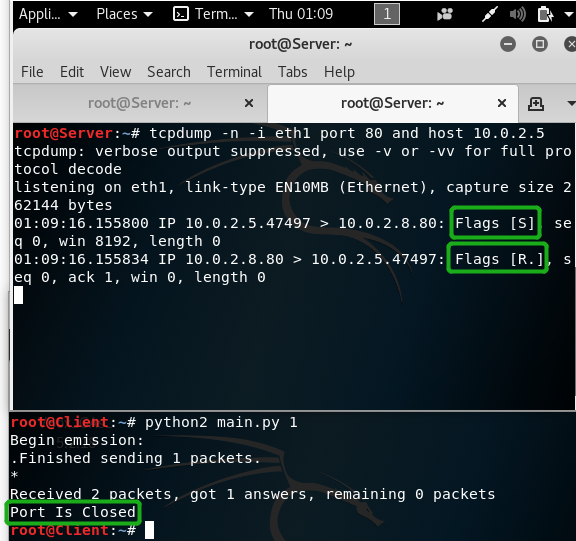 Appli... Places Term... Thu 01:09 1
root@Server: ~
File Edit View Search Terminal Tabs Help
root@Server: ~ × root@Server: ~ ×
root@Server:~# tcpdump -n -i eth1 port 80 and host 10.0.2.5
tcpdump: verbose output suppressed, use -v or -vv for full pro
tocol decode
listening on eth1, link-type EN10MB (Ethernet), capture size 2
62144 bytes
01:09:16.155800 IP 10.0.2.5.47497 > 10.0.2.8.80: Flags [S], se
q 0, win 8192, length 0
01:09:16.155834 IP 10.0.2.8.80 > 10.0.2.5.47497: Flags [R.], s
eq 0, ack 1, win 0, length 0
root@Client:~# python2 main.py 1
Begin emission:
.Finished sending 1 packets.
*
Received 2 packets, got 1 answers, remaining 0 packets
Port Is Closed
root@Client:~#